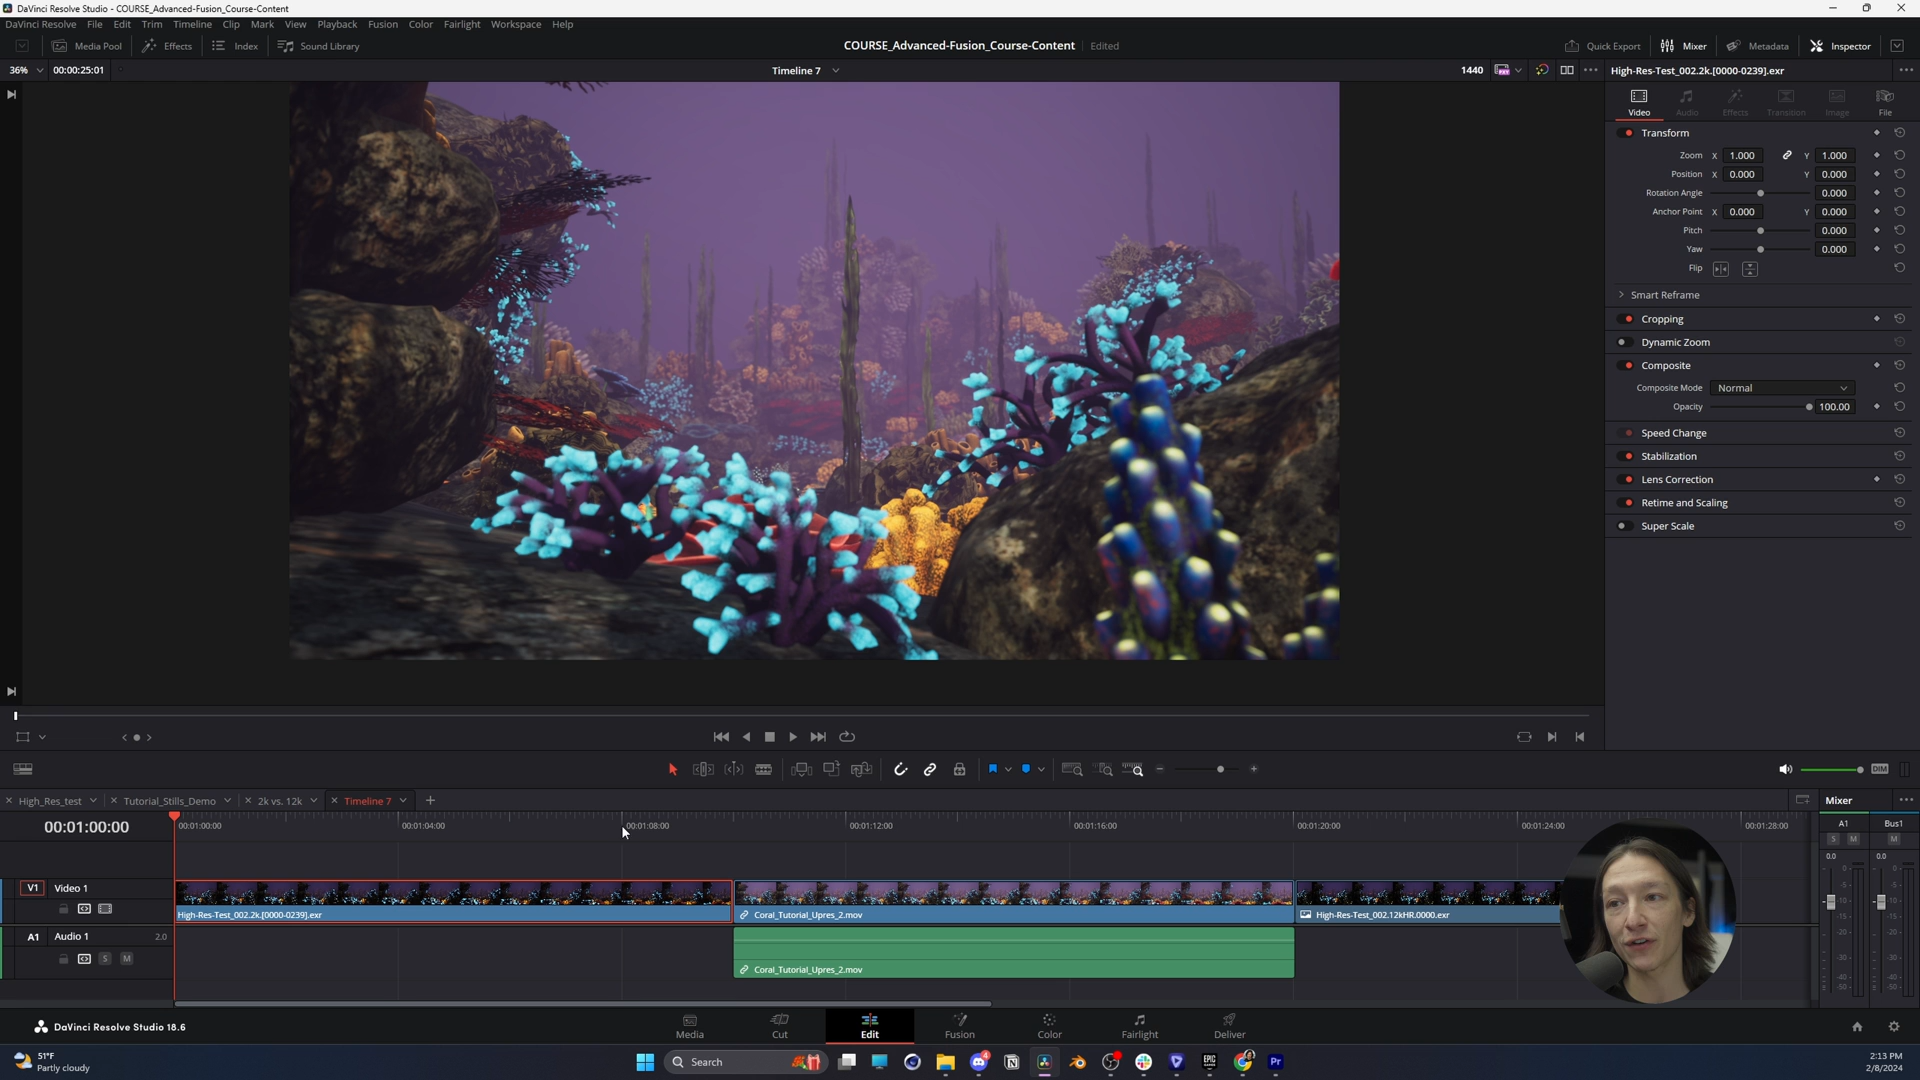 DaVinci Resolve Studio - COURSE_Advanced-Fusion_Course-Content
DaVinci Resolve File Edit Trim Timeline Clip Mark View Playback Fusion Color Fairlight Workspace Help
Media Pool Effects Index Sound Library COURSE_Advanced-Fusion_Course-Content Edited Quick Export Mixer Metadata Inspector
36% 00:00:25:01 Timeline 7 1440 High-Res-Test_002.2k.[0000-0239].exr
Video Audio Effects Transition Image File
Transform
Zoom X 1.000 Y 1.000
Position X 0.000 Y 0.000
Rotation Angle 0.000
Anchor Point X 0.000 Y 0.000
Pitch 0.000
Yaw 0.000
Flip
Smart Reframe
Cropping
Dynamic Zoom
Composite
Composite Mode Normal
Opacity 100.00
Speed Change
Stabilization
Lens Correction
Retime and Scaling
Super Scale
DIM
High_Res_test Tutorial_Stills_Demo 2k vs. 12k Timeline 7 Mixer
00:01:00:00 00:01:00:00 00:01:04:00 00:01:08:00 00:01:12:00 00:01:16:00 00:01:20:00 00:01:24:00 00:01:28:00
A1 Bus1
S M M
0.0 0.0
V1 Video 1
High-Res-Test_002.2k.[0000-0239].exr Coral_Tutorial_Upres_2.mov High-Res-Test_002.12kHR.0000.exr
A1 Audio 1 2.0
S M
Coral_Tutorial_Upres_2.mov
DaVinci Resolve Studio 18.6 Media Cut Edit Fusion Color Fairlight Deliver
51°F
Partly cloudy
Search
4
EPIC
Pr
2:13 PM
2/8/2024